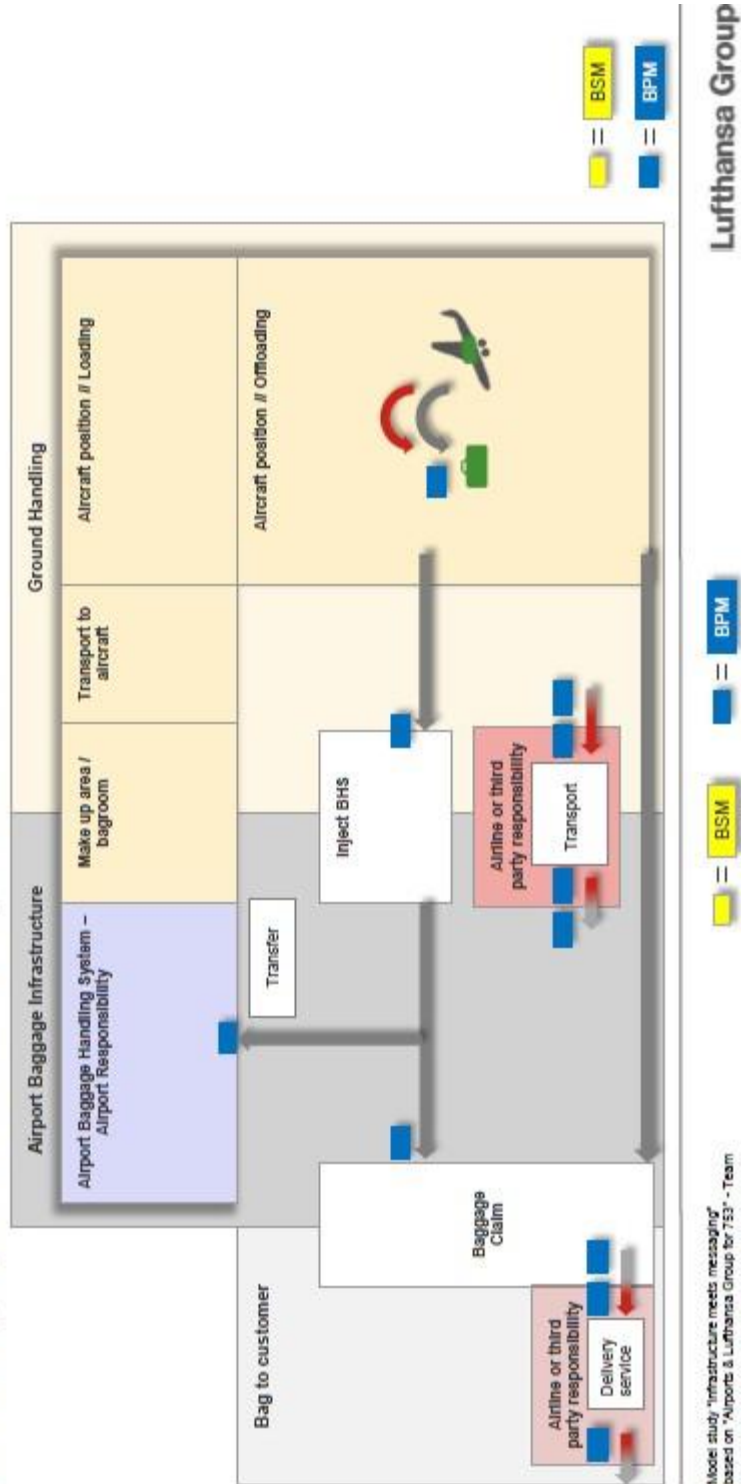 Airport Baggage Infrastructure
Ground Handling
Airport Baggage Handling System –
Airport Responsibility
Make up area /
bagroom
Transport to
aircraft
Aircraft position // Loading
Aircraft position // Offloading
Transfer
Inject BHS
Bag to customer
Baggage
Claim
Airline or third
party responsibility
Transport
Airline or third
party responsibility
Delivery
service
= BSM
= BPM
Model study "Infrastructure meets messaging"
based on "Airports & Lufthansa Group for 753" - Team
= BSM
= BPM
Lufthansa Group